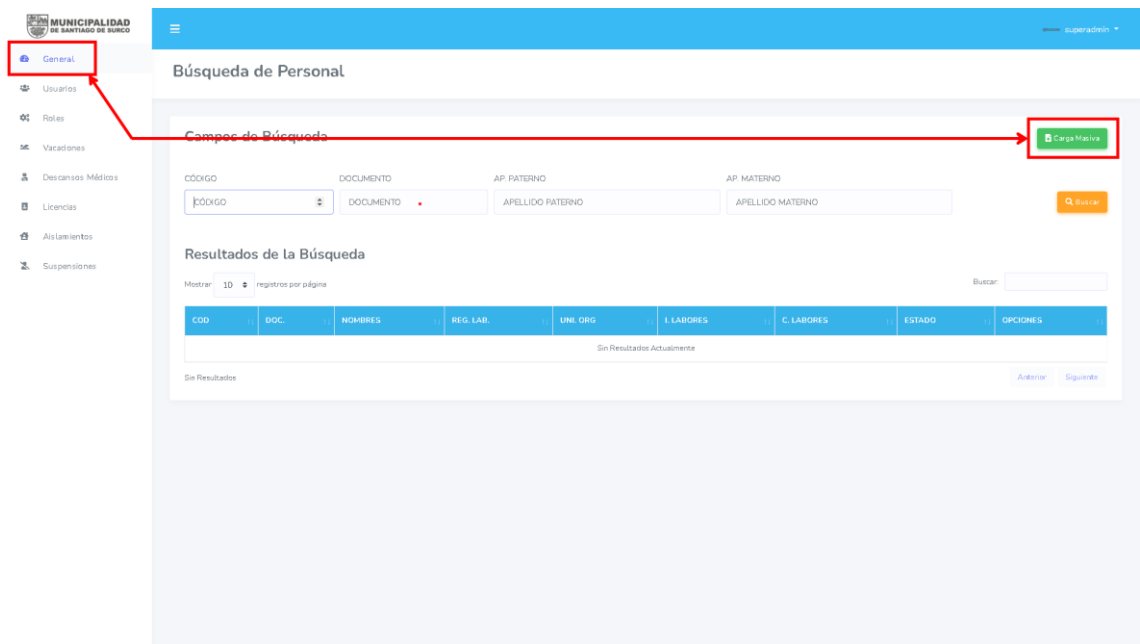 MUNICIPALIDAD
DE SANTIAGO DE SURCO
superadmin
General
Usuarios
Roles
Vacaciones
Descansos Médicos
Licencias
Aislamientos
Suspensiones
Búsqueda de Personal
Campos de Búsqueda
Carga Masiva
CÓDIGO DOCUMENTO AP. PATERNO AP. MATERNO
CÓDIGO DOCUMENTO APELLIDO PATERNO APELLIDO MATERNO Buscar
Resultados de la Búsqueda
Mostrar 10 registros por página Buscar:
COD DOC. NOMBRES REG. LAB. UNI. ORG I. LABORES C. LABORES ESTADO OPCIONES
Sin Resultados Actualmente
Sin Resultados Anterior Siguiente